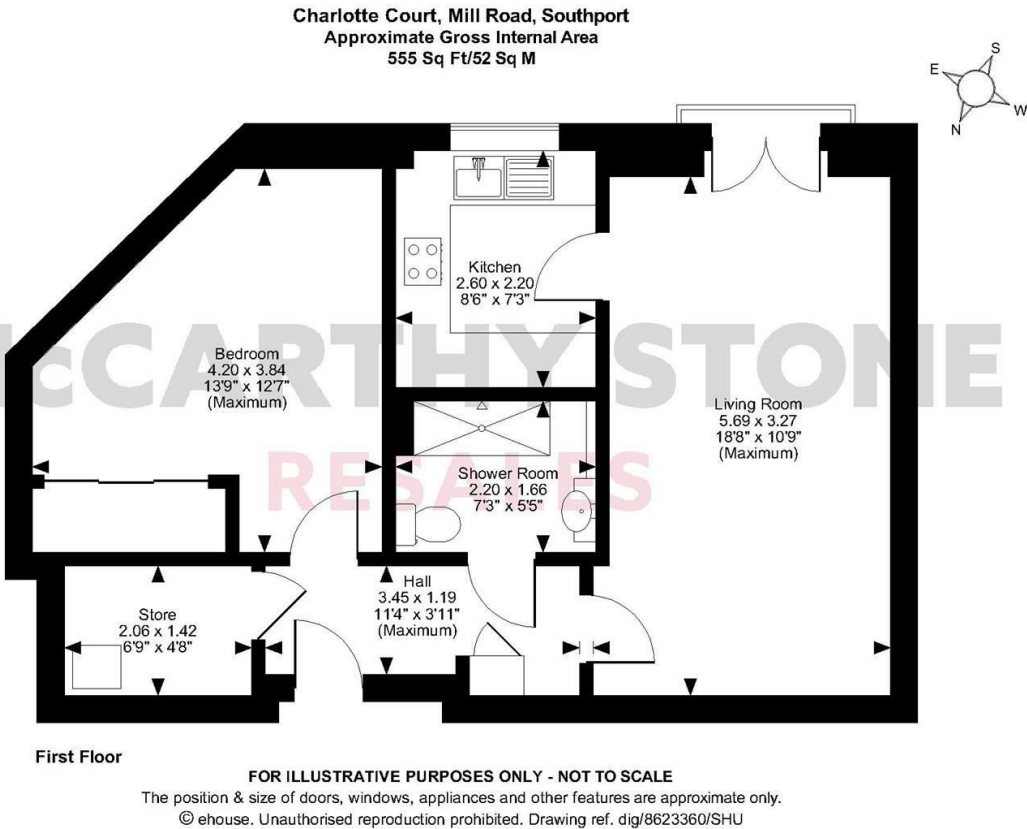 Charlotte Court, Mill Road, Southport
Approximate Gross Internal Area
555 Sq Ft/52 Sq M
S
E
W
N
Kitchen
2.60 x 2.20
8'6" x 7'3"
Bedroom
4.20 x 3.84
13'9" x 12'7"
(Maximum)
McCARTHY STONE
RESALES
Living Room
5.69 x 3.27
18'8" x 10'9"
(Maximum)
Shower Room
2.20 x 1.66
7'3" x 5'5"
Hall
3.45 x 1.19
11'4" x 3'11"
(Maximum)
Store
2.06 x 1.42
6'9" x 4'8"
First Floor
FOR ILLUSTRATIVE PURPOSES ONLY - NOT TO SCALE
The position & size of doors, windows, appliances and other features are approximate only.
© ehouse. Unauthorised reproduction prohibited. Drawing ref. dig/8623360/SHU